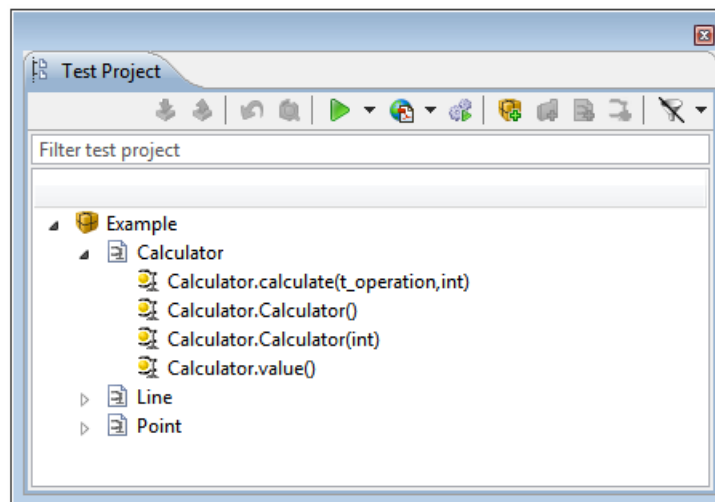 Test Project
Filter test project
Example
Calculator
Calculator.calculate(t_operation,int)
Calculator.Calculator()
Calculator.Calculator(int)
Calculator.value()
Line
Point